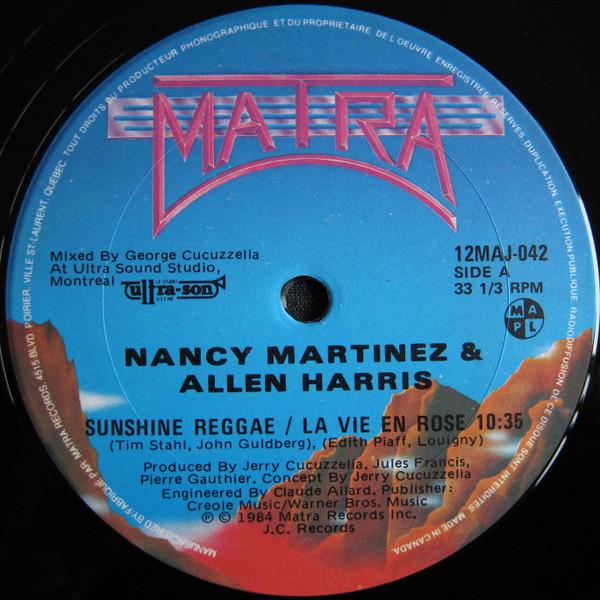 MATRA
TOUT DROITS DU PRODUCTEUR PHONOGRAPHIQUE ET DU PROPRIETAIRE DE L'OEUVRE ENREGISTREE RESERVES. DUPLICATION, EXECUTION PUBLIQUE, RADIODIFFUSION DE CE DISQUE SONT INTERDITES. MADE IN CANADA.
MANUFACTURED BY/FABRIQUE PAR MATRA RECORDS. 4515 BLVD. POIRIER, VILLE ST-LAURENT, QUEBEC
Mixed By George Cucuzzella
At Ultra Sound Studio,
Montreal ultra-son
12MAJ-042
SIDE A
33 1/3 RPM
MAPL
NANCY MARTINEZ &
ALLEN HARRIS
SUNSHINE REGGAE / LA VIE EN ROSE 10:35
(Tim Stahl, John Guldberg), (Edith Piaff, Louigny)
Produced By Jerry Cucuzzella, Jules Francis,
Pierre Gauthier. Concept By Jerry Cucuzzella
Engineered By Claude Allard. Publisher:
Creole Music/Warner Bros. Music
℗ © 1984 Matra Records Inc.
J.C. Records